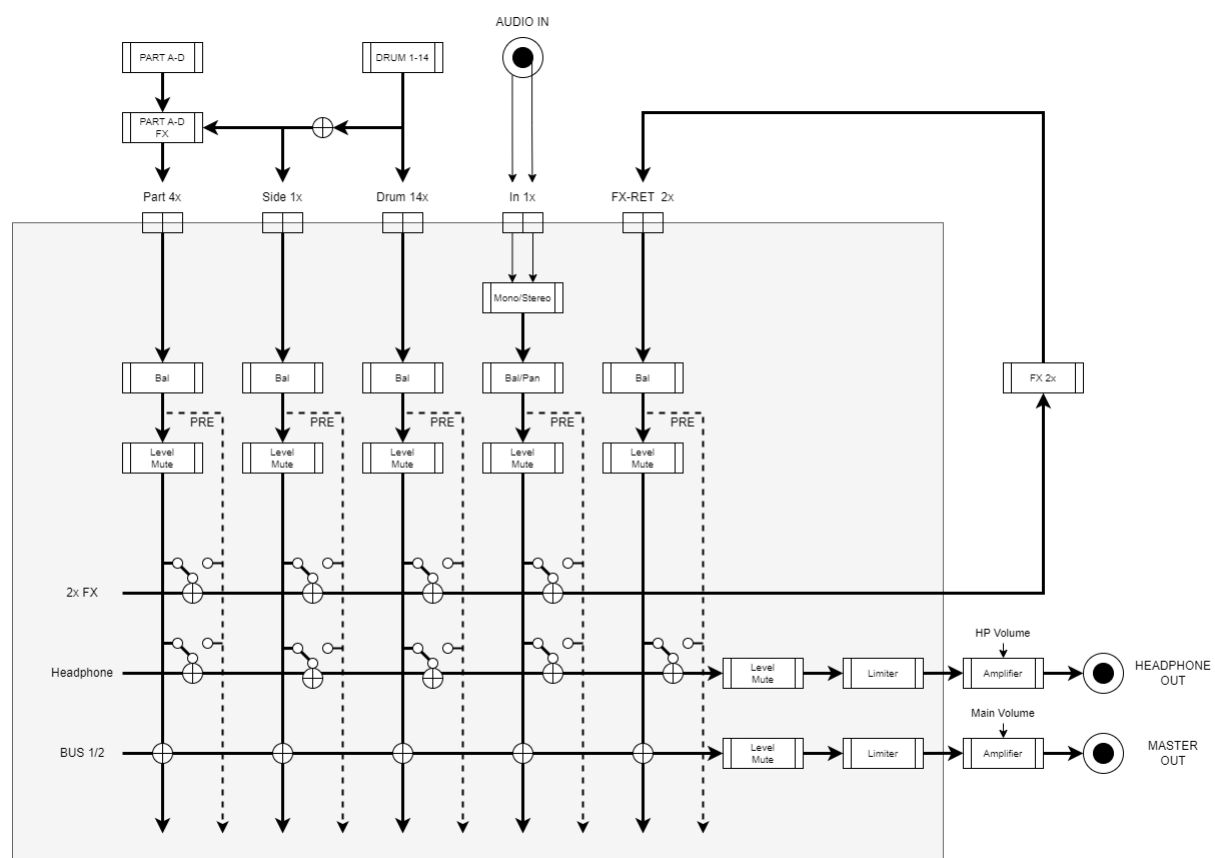 AUDIO IN
PART A-D
DRUM 1-14
PART A-D
FX
Part 4x
Side 1x
Drum 14x
In 1x
FX-RET 2x
Mono/Stereo
Bal
Bal
Bal
Bal/Pan
Bal
FX 2x
PRE
PRE
PRE
PRE
PRE
Level
Mute
Level
Mute
Level
Mute
Level
Mute
Level
Mute
2x FX
HP Volume
Headphone
Level
Mute
Limiter
Amplifier
HEADPHONE
OUT
Main Volume
BUS 1/2
Level
Mute
Limiter
Amplifier
MASTER
OUT